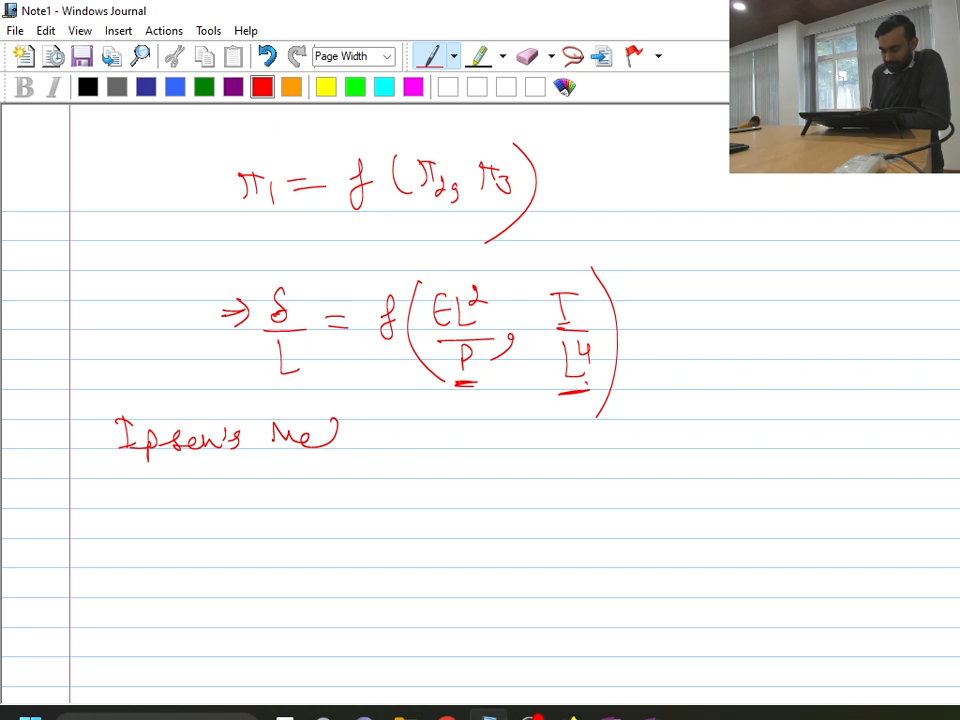 Note1 - Windows Journal
File Edit View Insert Actions Tools Help
Page Width
B I
π1 = f (π2, π3)
⇒ δ/L = f(EL²/P, I/L⁴)
Ipsen's Me